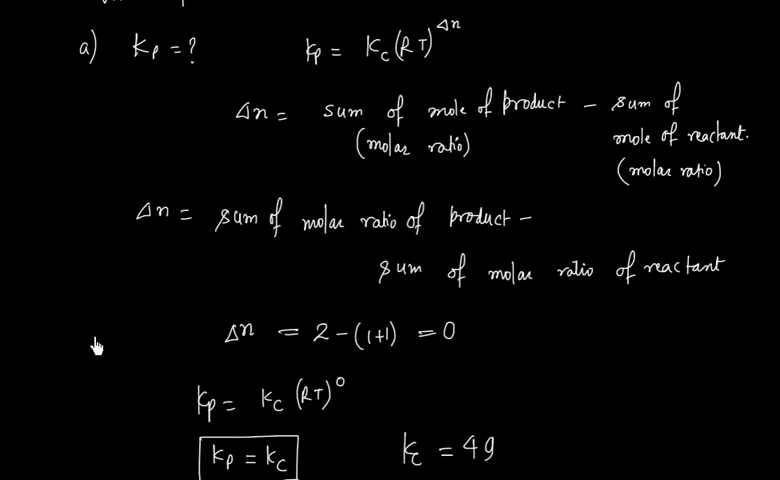 a) Kp = ? Kp = Kc (RT)^Δn
Δn = sum of mole of product – sum of
(molar ratio) mole of reactant.
(molar ratio)
Δn = sum of molar ratio of product –
sum of molar ratio of reactant
Δn = 2 – (1+1) = 0
Kp = Kc (RT)^0
Kp = Kc Kc = 49